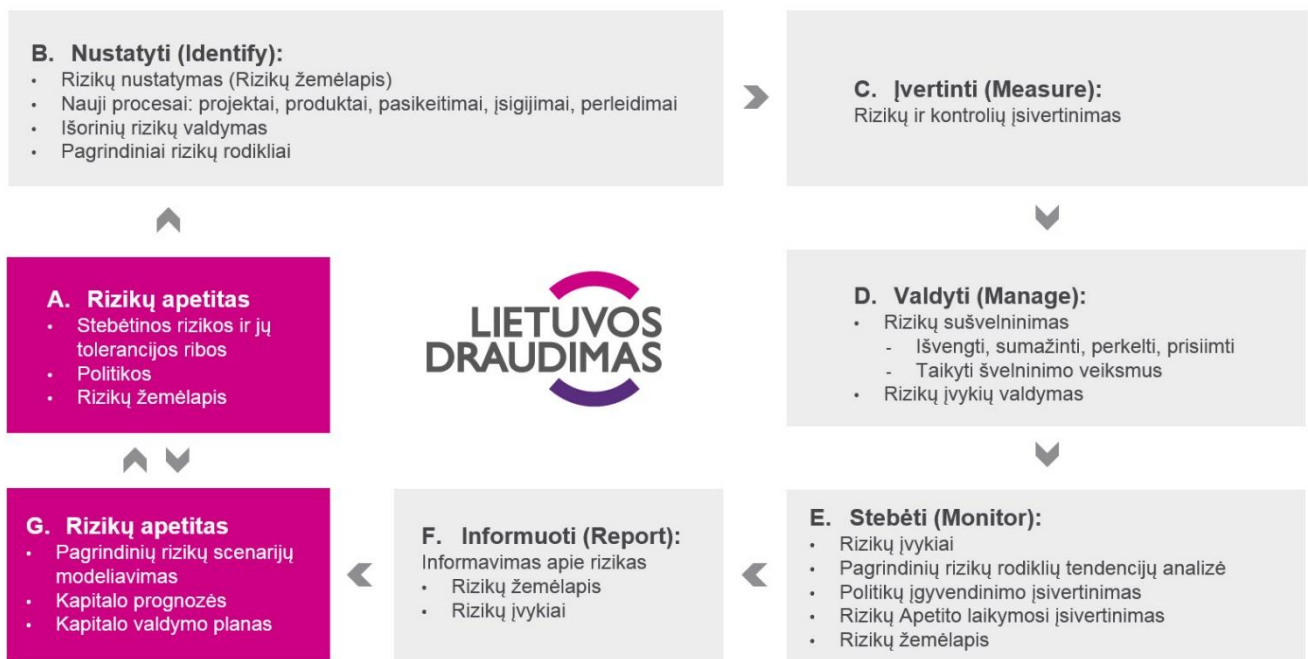 B. Nustatyti (Identify):
• Rizikų nustatymas (Rizikų žemėlapis)
• Nauji procesai: projektai, produktai, pasikeitimai, įsigijimai, perleidimai
• Išorinių rizikų valdymas
• Pagrindiniai rizikų rodikliai
C. Įvertinti (Measure):
Rizikų ir kontrolių įsivertinimas
A. Rizikų apetitas
• Stebėtinos rizikos ir jų
tolerancijos ribos
• Politikos
• Rizikų žemėlapis
LIETUVOS
DRAUDIMAS
D. Valdyti (Manage):
• Rizikų sušvelninimas
- Išvengti, sumažinti, perkelti, prisiimti
- Taikyti švelninimo veiksmus
• Rizikų įvykių valdymas
G. Rizikų apetitas
• Pagrindinių rizikų scenarijų
modeliavimas
• Kapitalo prognozės
• Kapitalo valdymo planas
F. Informuoti (Report):
Informavimas apie rizikas
• Rizikų žemėlapis
• Rizikų įvykiai
E. Stebėti (Monitor):
• Rizikų įvykiai
• Pagrindinių rizikų rodiklių tendencijų analizė
• Politikų įgyvendinimo įsivertinimas
• Rizikų Apetito laikymosi įsivertinimas
• Rizikų žemėlapis